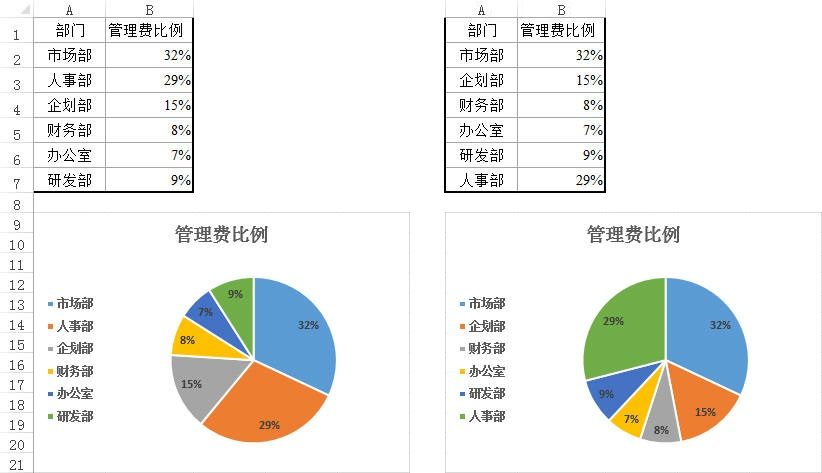 A B
1 部门 管理费比例
2 市场部 32%
3 人事部 29%
4 企划部 15%
5 财务部 8%
6 办公室 7%
7 研发部 9%
8
9
10
11
12
13
14
15
16
17
18
19
20
21
管理费比例
市场部
人事部
企划部
财务部
办公室
研发部
32%
29%
15%
8%
7%
9%
A B
部门 管理费比例
市场部 32%
企划部 15%
财务部 8%
办公室 7%
研发部 9%
人事部 29%
管理费比例
市场部
企划部
财务部
办公室
研发部
人事部
32%
15%
8%
7%
9%
29%